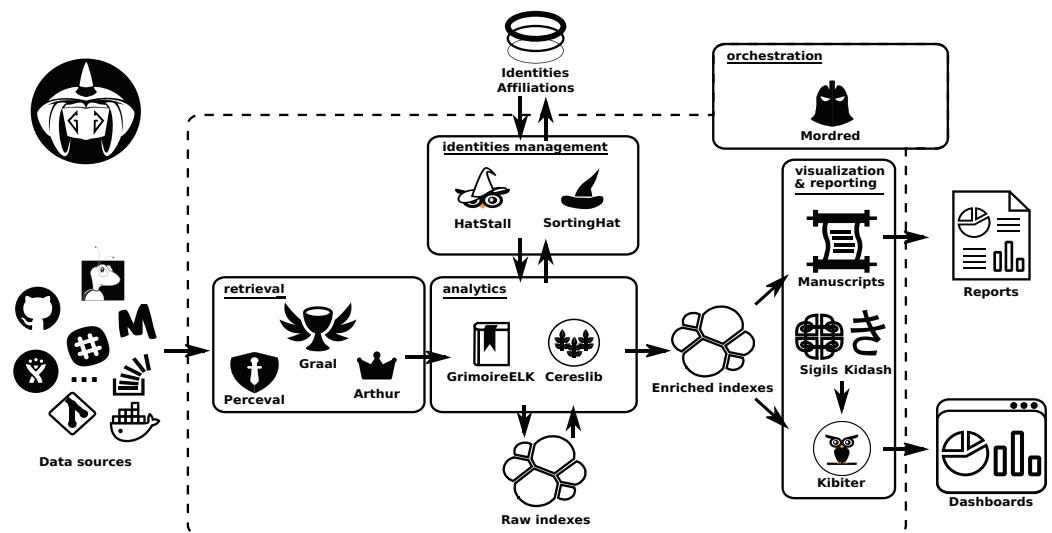 Identities
Affiliations
orchestration
Mordred
identities management
HatStall
SortingHat
visualization
& reporting
Manuscripts
Reports
retrieval
Graal
Perceval
Arthur
analytics
GrimoireELK
Cereslib
Enriched indexes
き
Sigils
Kidash
Kibiter
Dashboards
...
Data sources
Raw indexes